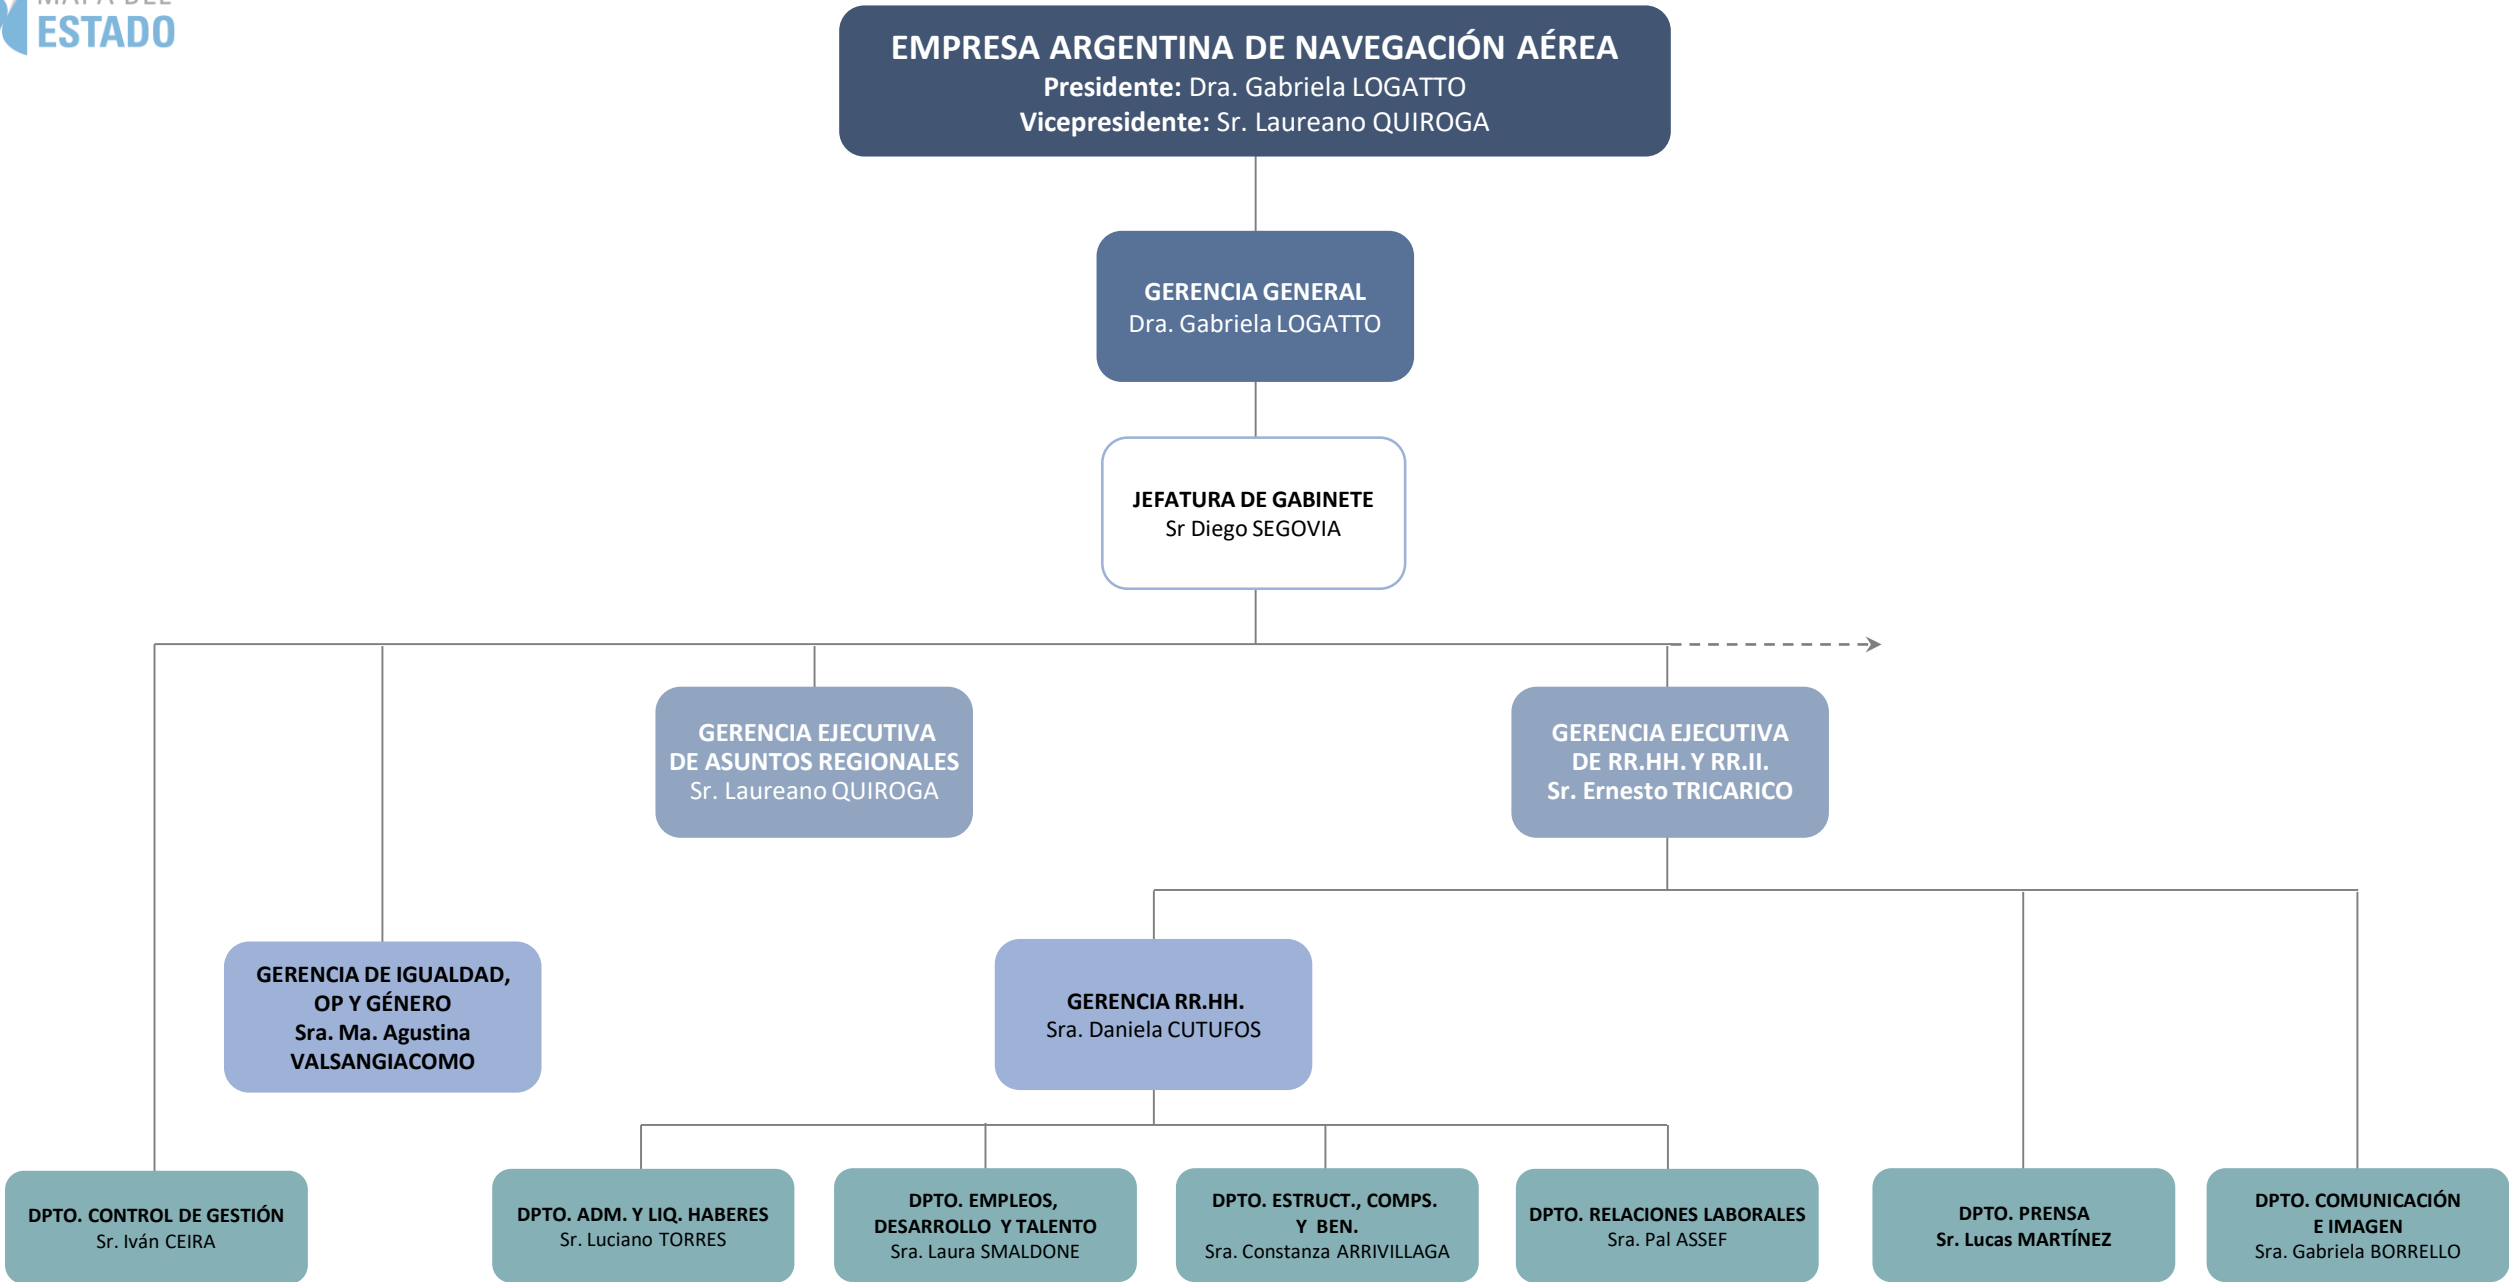 MAPA DEL
ESTADO
EMPRESA ARGENTINA DE NAVEGACIÓN AÉREA
Presidente: Dra. Gabriela LOGATTO
Vicepresidente: Sr. Laureano QUIROGA
GERENCIA GENERAL
Dra. Gabriela LOGATTO
JEFATURA DE GABINETE
Sr Diego SEGOVIA
GERENCIA EJECUTIVA
DE ASUNTOS REGIONALES
Sr. Laureano QUIROGA
GERENCIA EJECUTIVA
DE RR.HH. Y RR.II.
Sr. Ernesto TRICARICO
GERENCIA DE IGUALDAD,
OP Y GÉNERO
Sra. Ma. Agustina
VALSANGIACOMO
GERENCIA RR.HH.
Sra. Daniela CUTUFOS
DPTO. CONTROL DE GESTIÓN
Sr. Iván CEIRA
DPTO. ADM. Y LIQ. HABERES
Sr. Luciano TORRES
DPTO. EMPLEOS,
DESARROLLO Y TALENTO
Sra. Laura SMALDONE
DPTO. ESTRUCT., COMPS.
Y BEN.
Sra. Constanza ARRIVILLAGA
DPTO. RELACIONES LABORALES
Sra. Pal ASSEF
DPTO. PRENSA
Sr. Lucas MARTÍNEZ
DPTO. COMUNICACIÓN
E IMAGEN
Sra. Gabriela BORRELLO